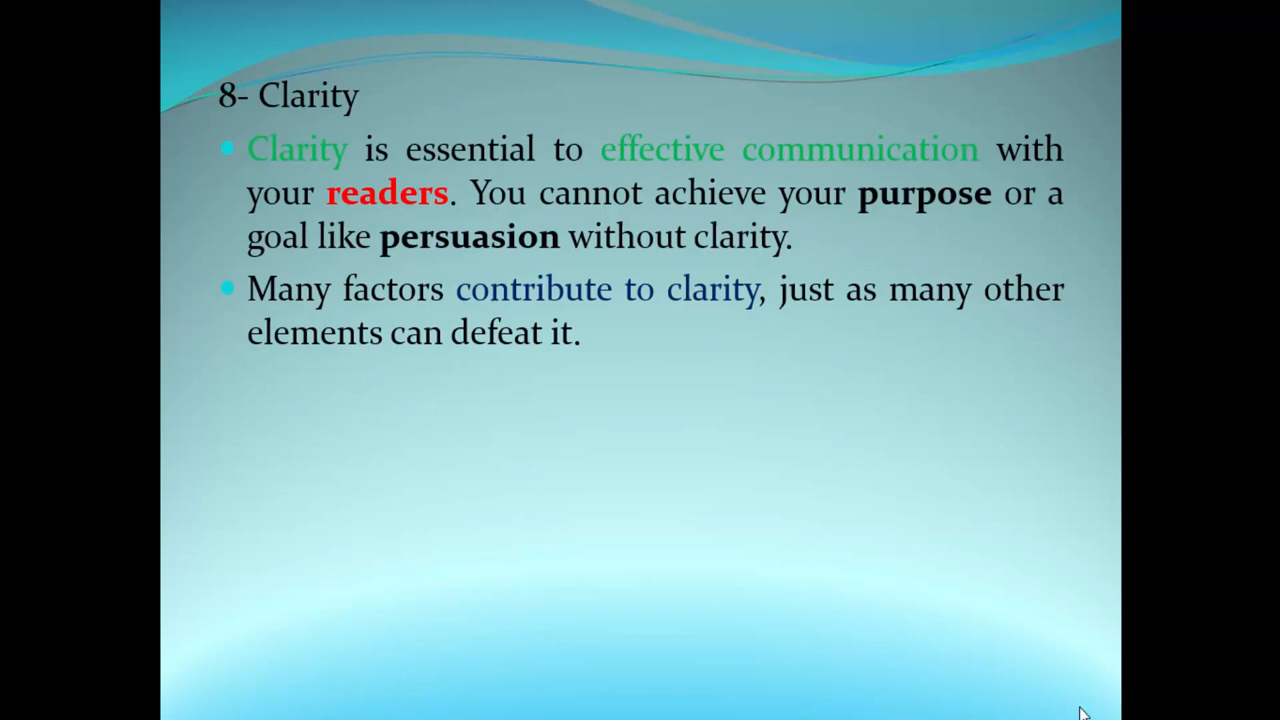 8- Clarity
Clarity is essential to effective communication with
your readers. You cannot achieve your purpose or a
goal like persuasion without clarity.
Many factors contribute to clarity, just as many other
elements can defeat it.